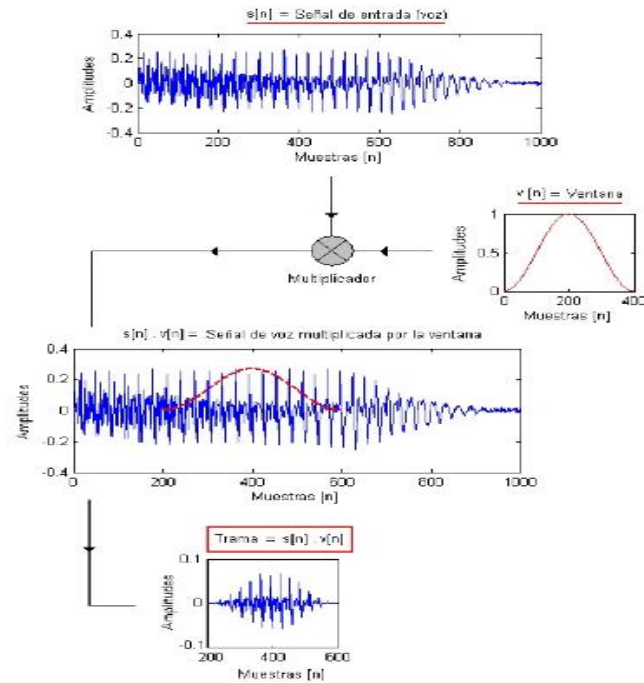 s[n] = Señal de entrada (voz)
0.4
0.2
0
-0.2
-0.4
Amplitudes
0 200 400 600 800 1000
Muestras [n]
v[n] = Ventana
1
0.5
0
Amplitudes
0 200 400
Muestras [n]
Multiplicador
s[n] . v[n] = Señal de voz multiplicada por la ventana
0.4
0.2
0
-0.2
-0.4
Amplitudes
0 200 400 600 800 1000
Muestras [n]
Trama = s[n] . v[n]
0.1
0
-0.1
Amplitudes
200 400 600
Muestras [n]